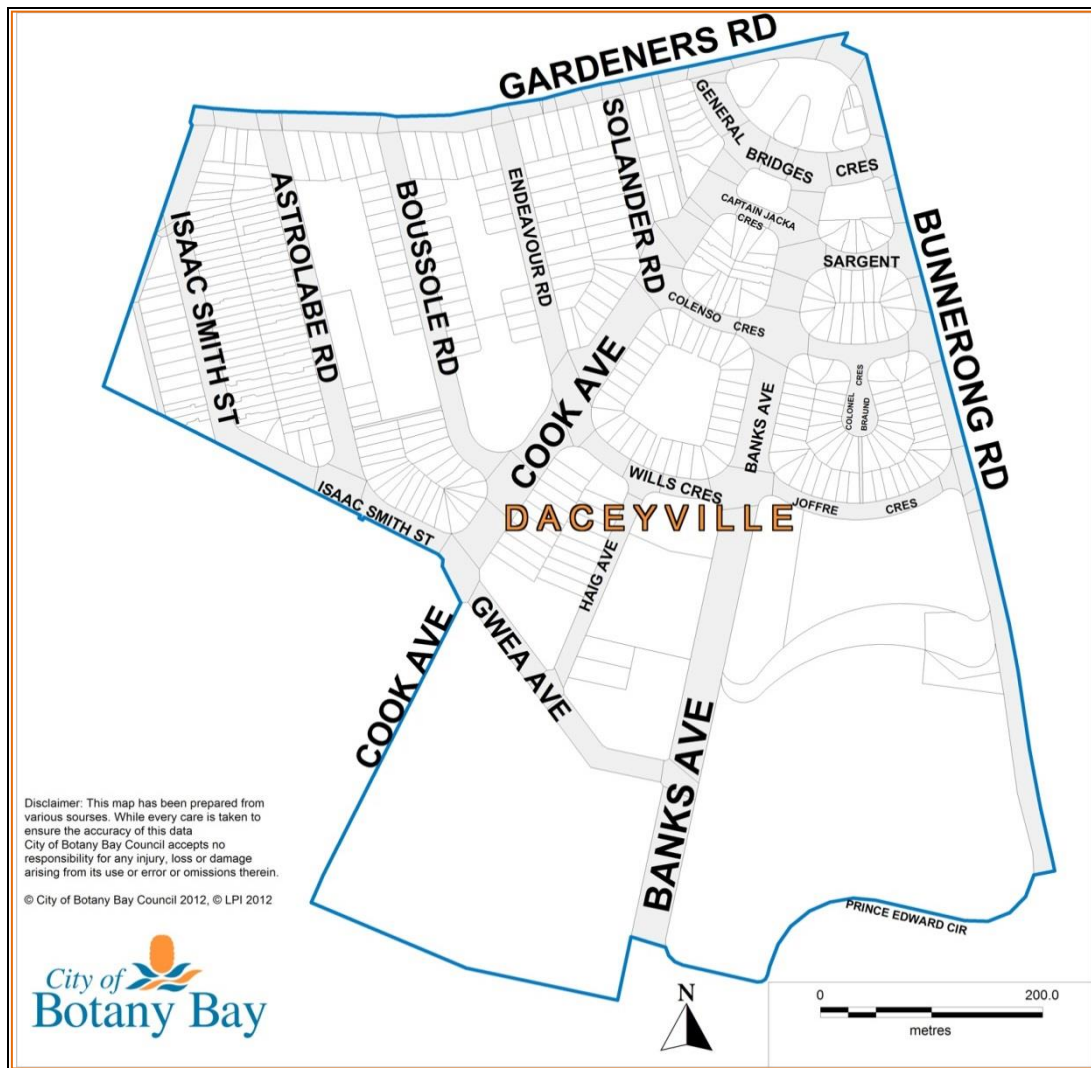 GARDENERS RD
GENERAL
BRIDGES
CRES
SOLANDER RD
CAPTAIN JACKA
CRES
ENDEAVOUR RD
ASTROLABE RD
BOUSSOLE RD
ISAAC SMITH ST
BUNNERONG RD
SARGENT
COLENSO CRES
COOK AVE
BANKS AVE
COLONEL CRES
BRAUND
WILLS CRES
JOFFRE CRES
ISAAC SMITH ST
DACEYVILLE
HAIG AVE
GWEA AVE
COOK AVE
BANKS AVE
PRINCE EDWARD CIR
Disclaimer: This map has been prepared from
various sourses. While every care is taken to
ensure the accuracy of this data
City of Botany Bay Council accepts no
responsibility for any injury, loss or damage
arising from its use or error or omissions therein.
© City of Botany Bay Council 2012, © LPI 2012
City of
Botany Bay
N
0 200.0
metres